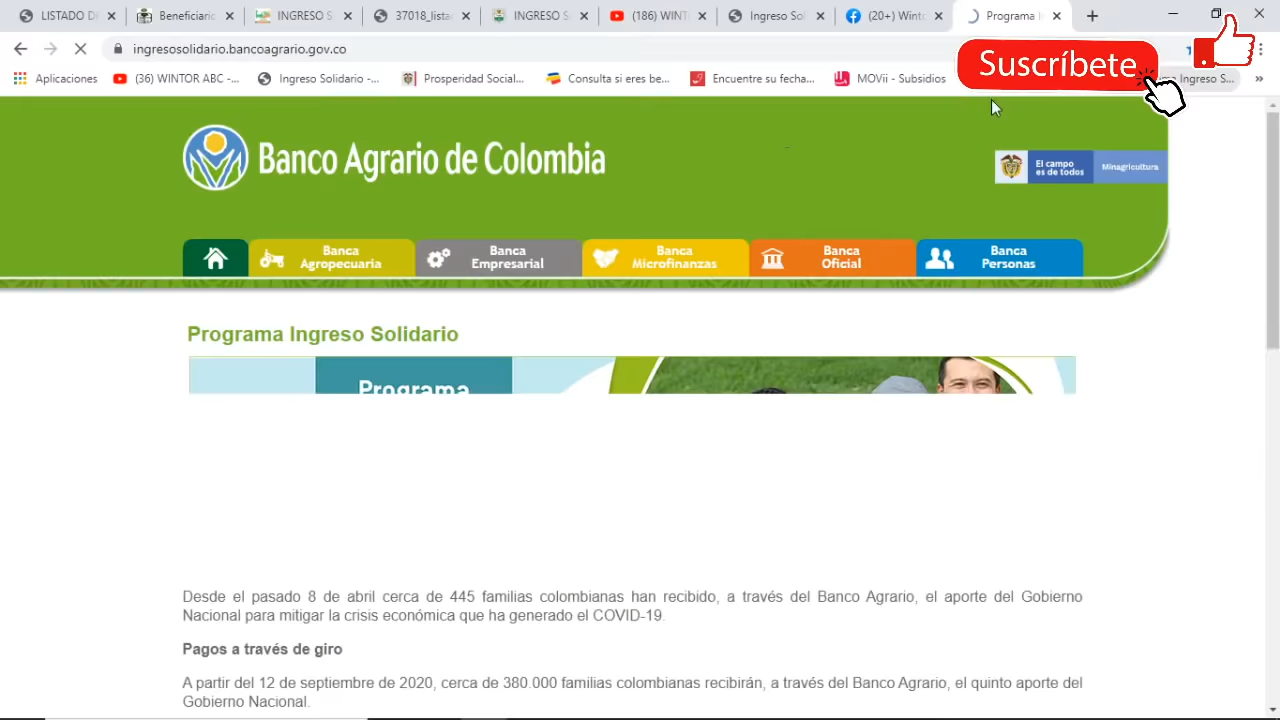 LISTADO D
Beneficiario
INGRESO S
37018_lista
INGRESO S
(186) WINT
Ingreso Soli
(20+) Winto
Programa I
ingresosolidario.bancoagrario.gov.co
Aplicaciones
(36) WINTOR ABC -...
Ingreso Solidario -...
Prosperidad Social...
Consulta si eres be...
Encuentre su fecha...
MOVii - Subsidios
Ingreso S...
Suscríbete
Banco Agrario de Colombia
El campo
es de todos
Minagricultura
Banca
Agropecuaria
Banca
Empresarial
Banca
Microfinanzas
Banca
Oficial
Banca
Personas
Programa Ingreso Solidario
Programa
Desde el pasado 8 de abril cerca de 445 familias colombianas han recibido, a través del Banco Agrario, el aporte del Gobierno
Nacional para mitigar la crisis económica que ha generado el COVID-19.
Pagos a través de giro
A partir del 12 de septiembre de 2020, cerca de 380.000 familias colombianas recibirán, a través del Banco Agrario, el quinto aporte del
Gobierno Nacional.